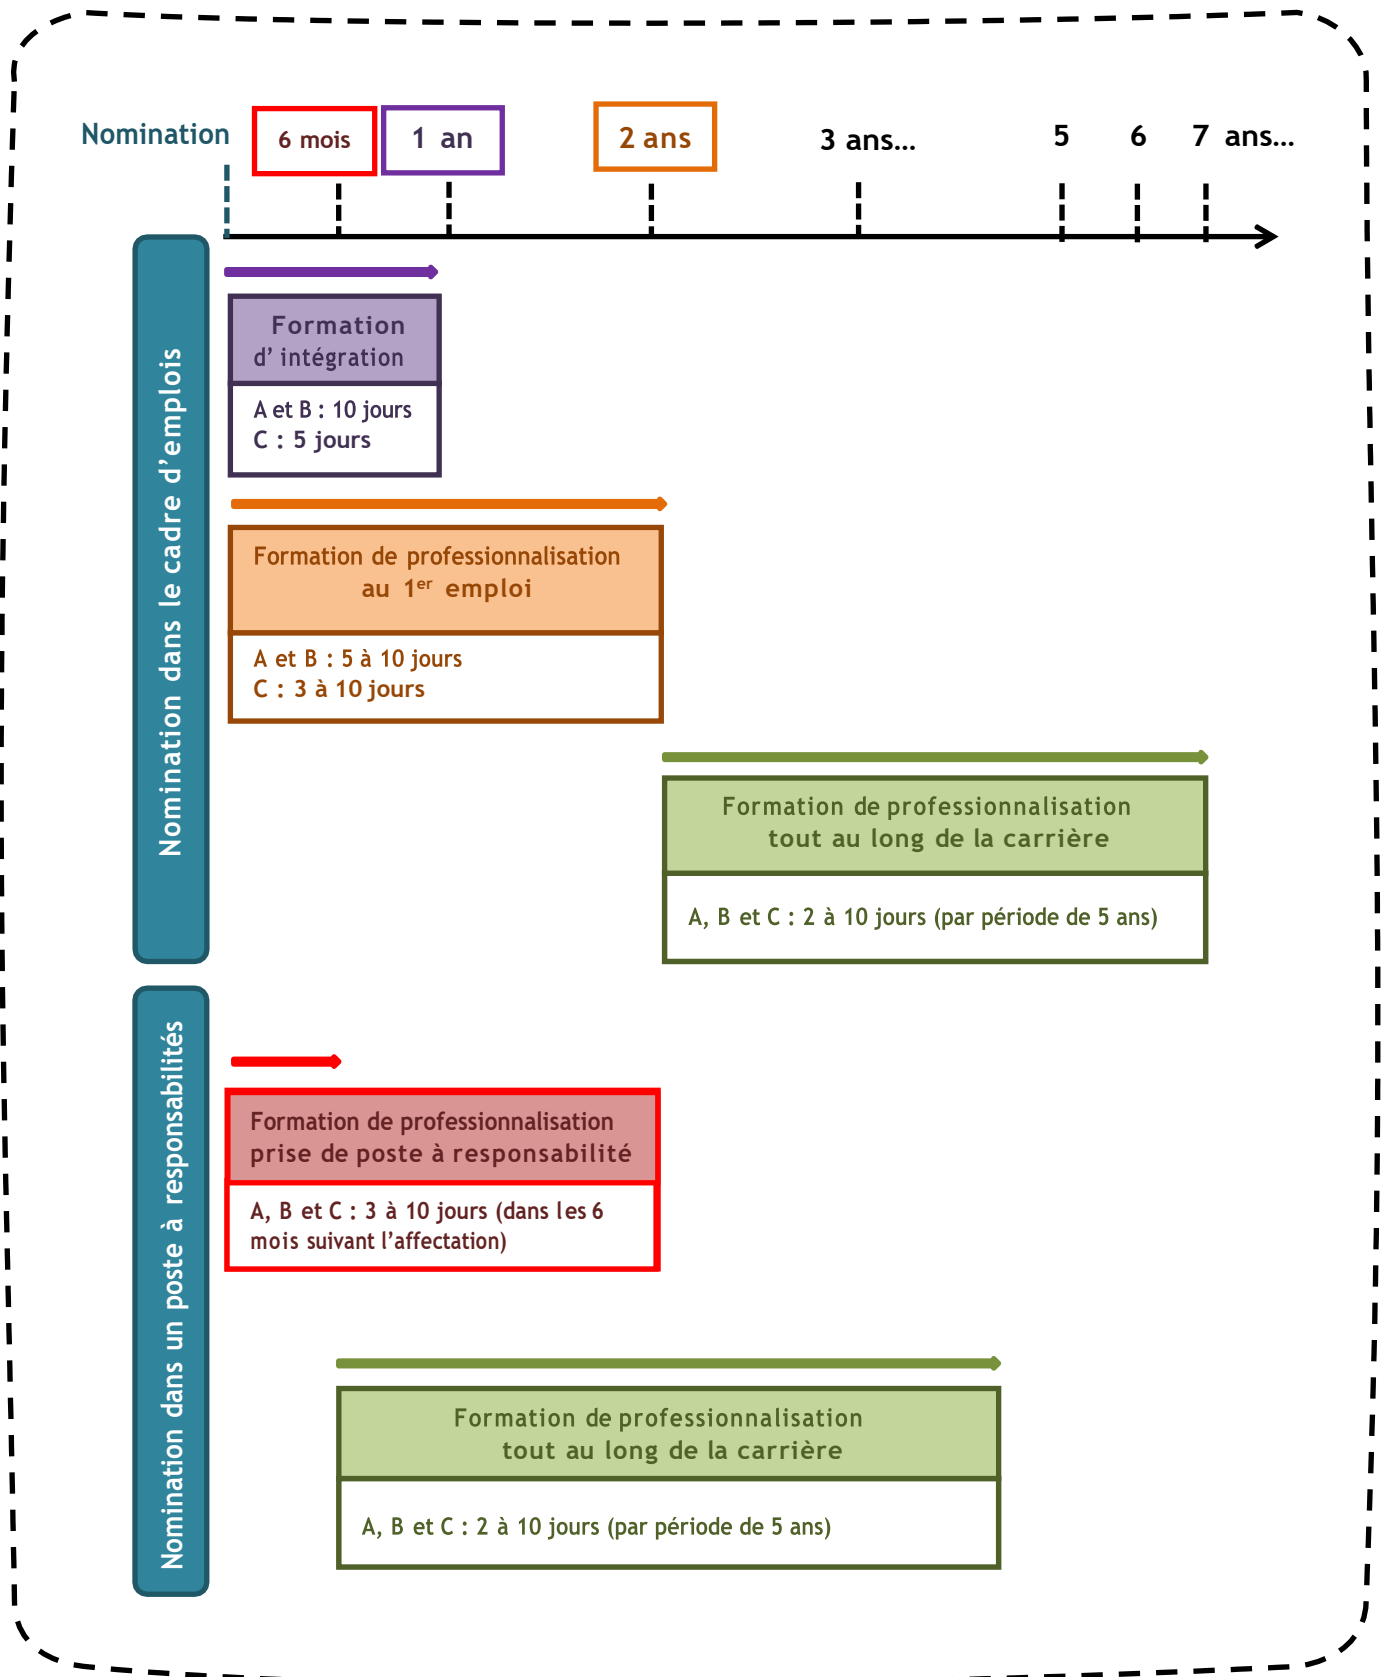 Nomination
6 mois
1 an
2 ans
3 ans...
5
6
7 ans...
Nomination dans le cadre d'emplois
Formation
d' intégration
A et B : 10 jours
C : 5 jours
Formation de professionnalisation
au 1er emploi
A et B : 5 à 10 jours
C : 3 à 10 jours
Formation de professionnalisation
tout au long de la carrière
A, B et C : 2 à 10 jours (par période de 5 ans)
Nomination dans un poste à responsabilités
Formation de professionnalisation
prise de poste à responsabilité
A, B et C : 3 à 10 jours (dans les 6
mois suivant l'affectation)
Formation de professionnalisation
tout au long de la carrière
A, B et C : 2 à 10 jours (par période de 5 ans)